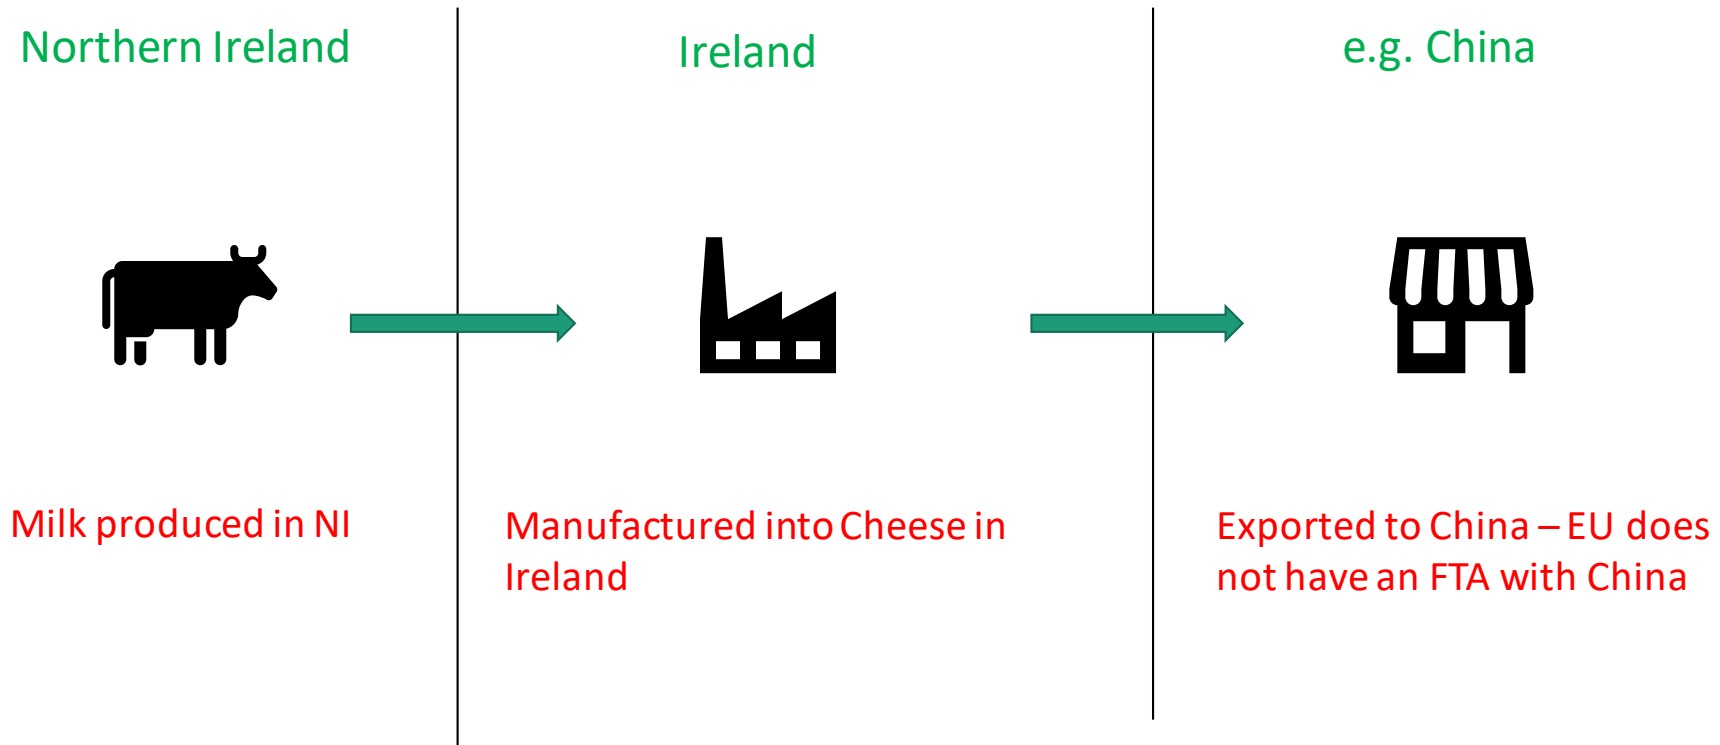 Northern Ireland
Ireland
e.g. China
Milk produced in NI
Manufactured into Cheese in
Ireland
Exported to China – EU does
not have an FTA with China